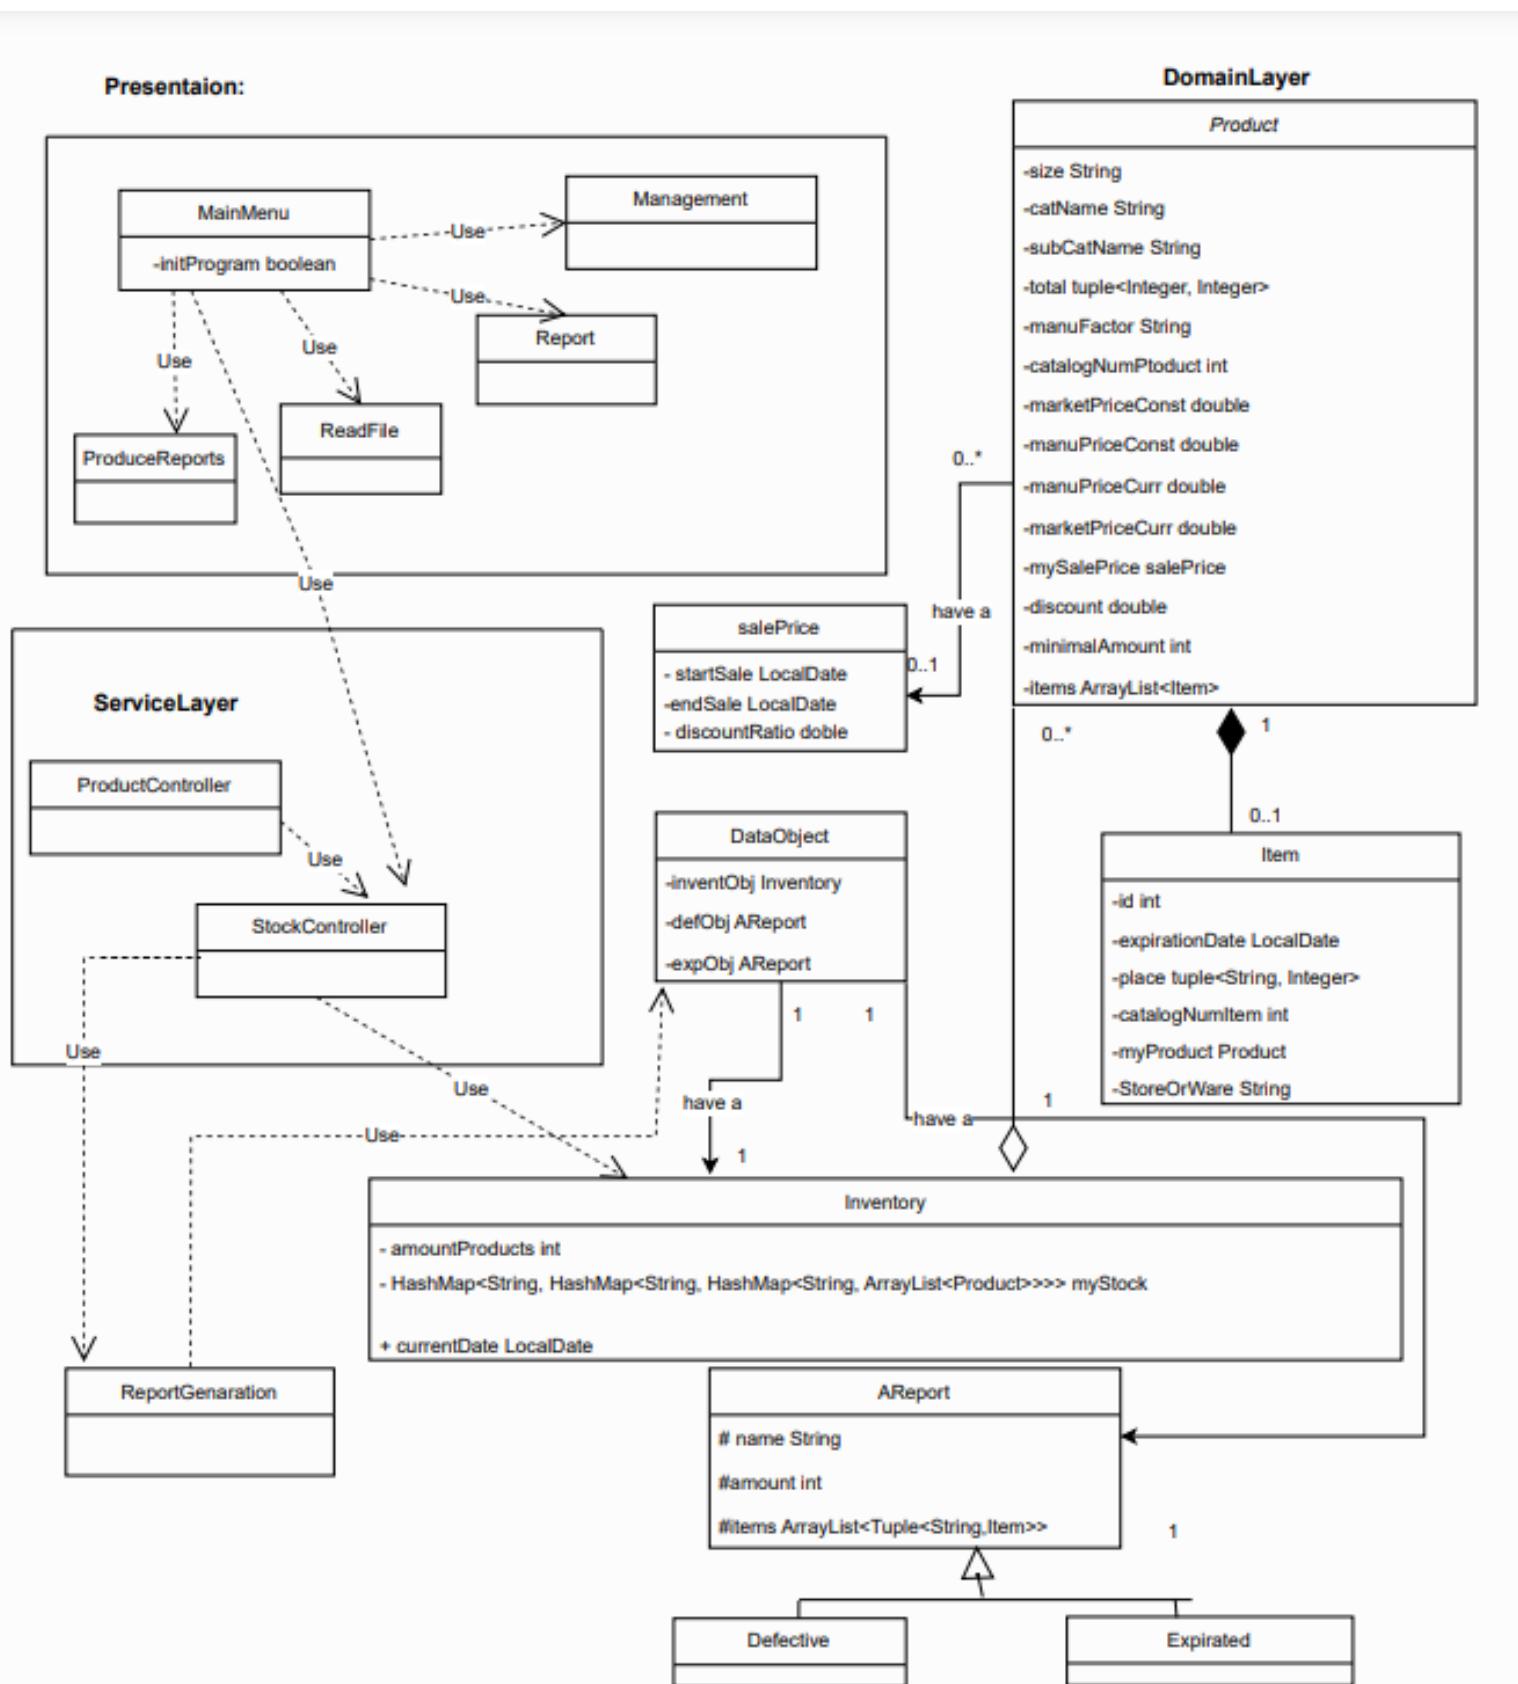 Presentaion:
MainMenu
-initProgram boolean
Management
Use
Use
Report
Use
Use
ReadFile
ProduceReports
Use
DomainLayer
Product
-size String
-catName String
-subCatName String
-total tuple<Integer, Integer>
-manuFactor String
-catalogNumPtoduct int
-marketPriceConst double
-manuPriceConst double
-manuPriceCurr double
-marketPriceCurr double
-mySalePrice salePrice
-discount double
-minimalAmount int
-items ArrayList<Item>
0..*
have a
0..1
salePrice
- startSale LocalDate
-endSale LocalDate
- discountRatio doble
0..*
1
0..1
Item
-id int
-expirationDate LocalDate
-place tuple<String, Integer>
-catalogNumItem int
-myProduct Product
-StoreOrWare String
ServiceLayer
ProductController
Use
StockController
Use
Use
Use
DataObject
-inventObj Inventory
-defObj AReport
-expObj AReport
1
1
have a
have a
1
1
Inventory
- amountProducts int
- HashMap<String, HashMap<String, HashMap<String, ArrayList<Product>>>> myStock
+ currentDate LocalDate
ReportGenaration
AReport
# name String
#amount int
#items ArrayList<Tuple<String,Item>>
1
Defective
Expirated